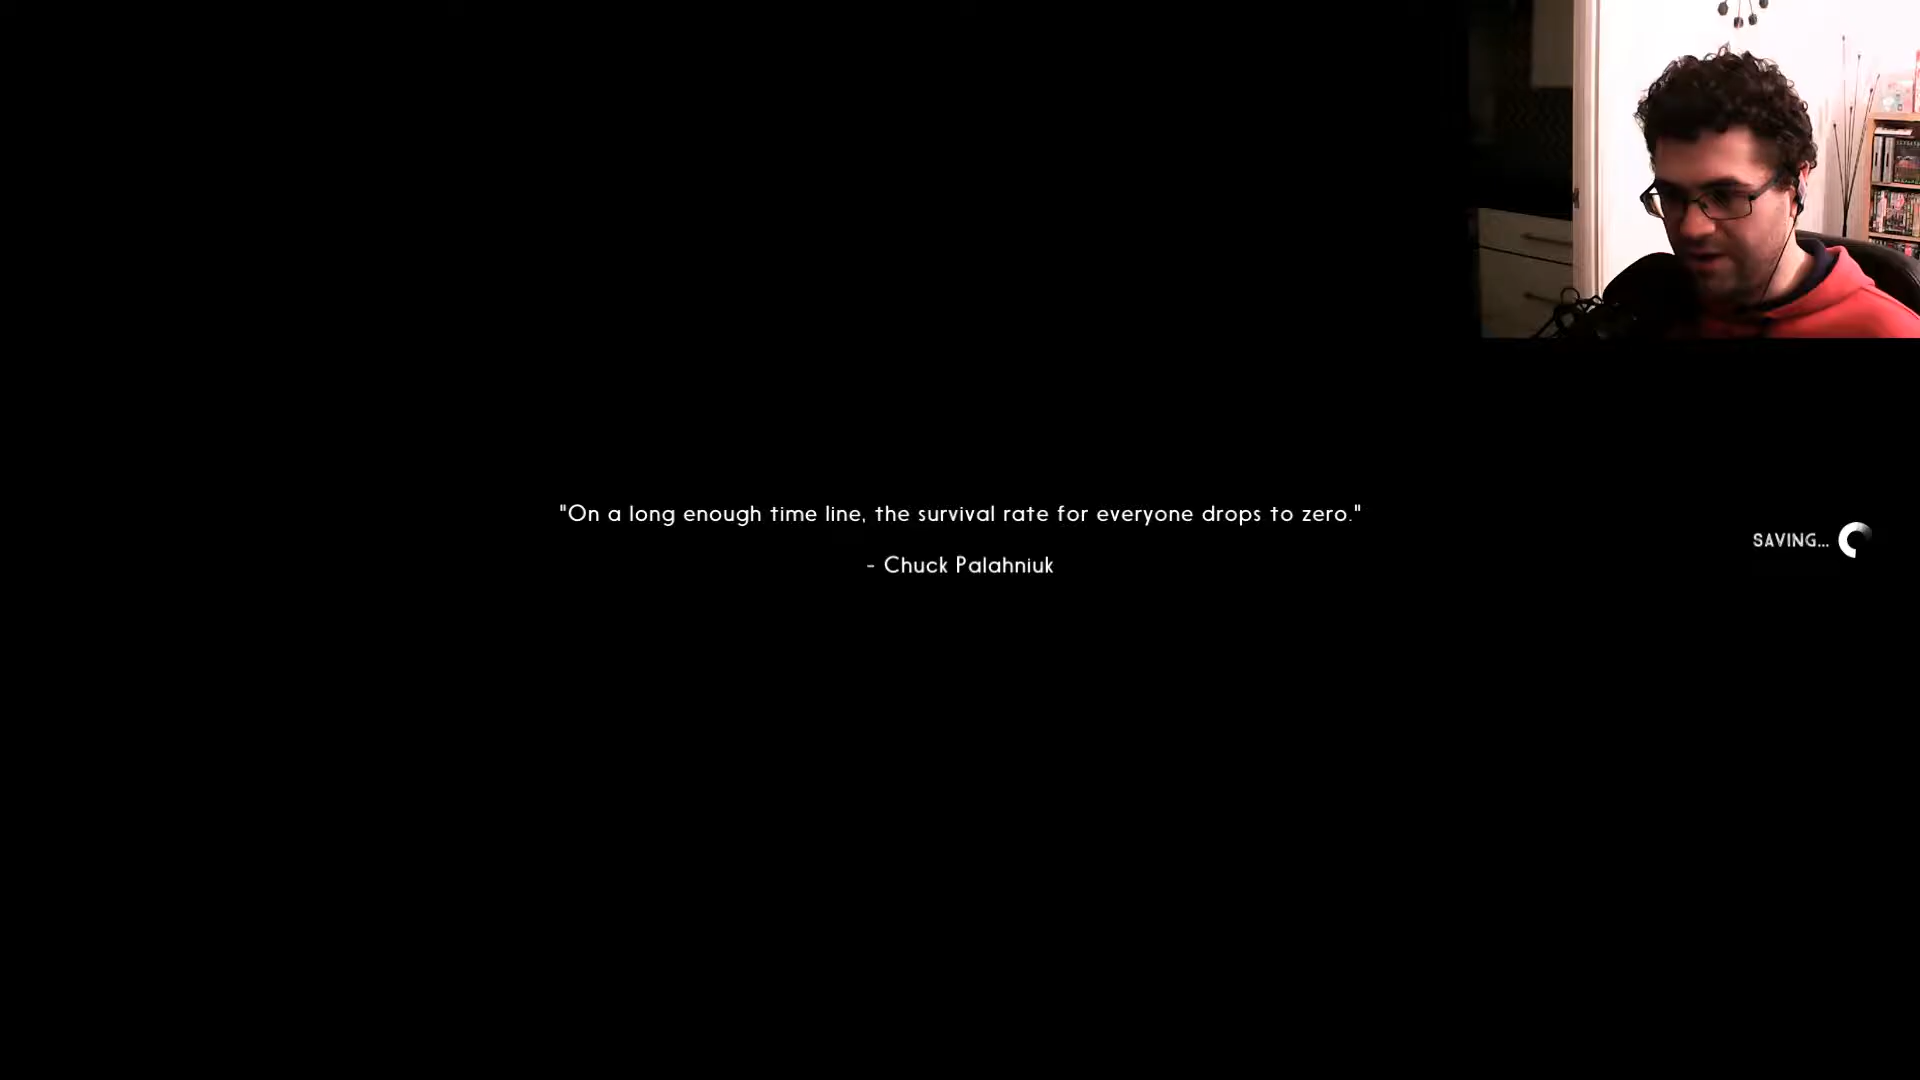 "On a long enough time line, the survival rate for everyone drops to zero."
- Chuck Palahniuk
SAVING...